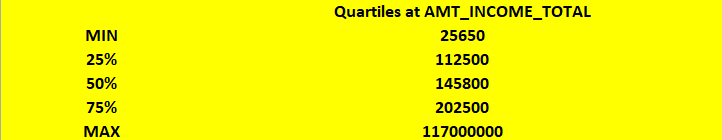 Quartiles at AMT_INCOME_TOTAL
MIN 25650
25% 112500
50% 145800
75% 202500
MAX 117000000